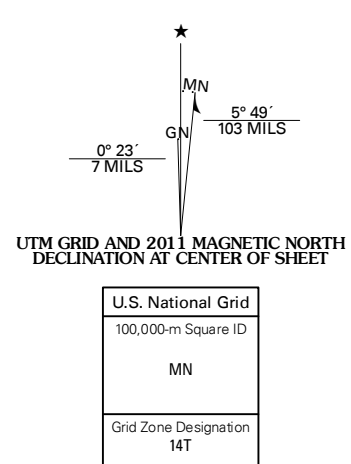 ★
MN
GN
5° 49´
103 MILS
0° 23´
7 MILS
UTM GRID AND 2011 MAGNETIC NORTH
DECLINATION AT CENTER OF SHEET
U.S. National Grid
100,000-m Square ID
MN
Grid Zone Designation
14T